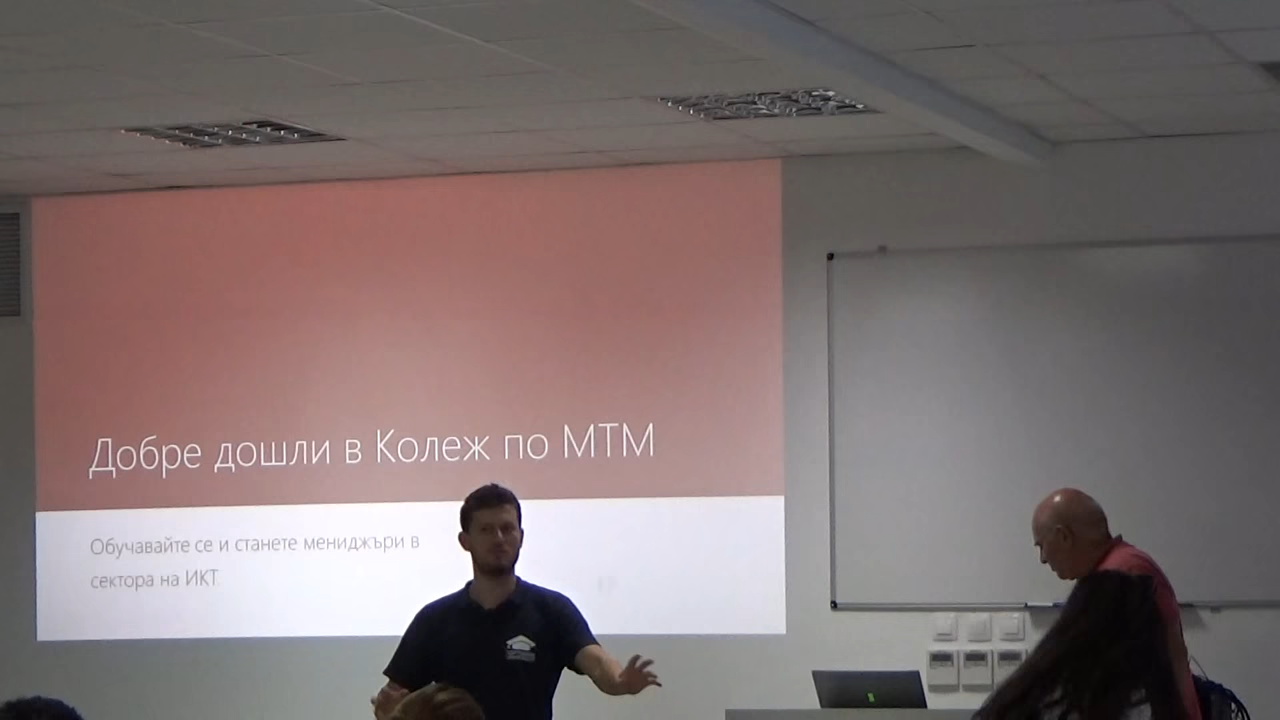 Добре дошли в Колеж по МТМ
Обучавайте се и станете мениджъри в
сектора на ИКТ